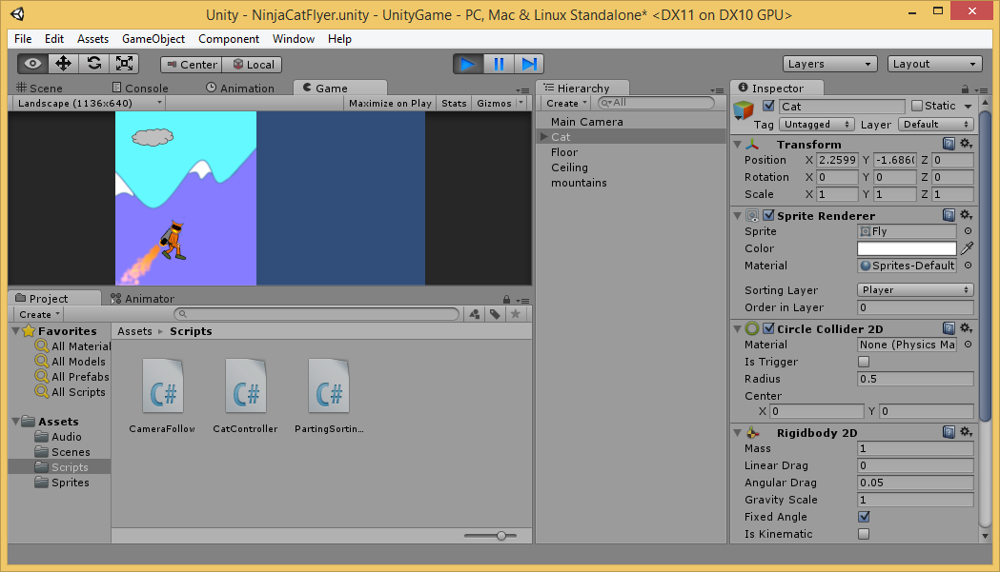 Unity - NinjaCatFlyer.unity - UnityGame - PC, Mac & Linux Standalone* <DX11 on DX10 GPU>
File Edit Assets GameObject Component Window Help
Center Local Layers Layout
Scene Console Animation Game
Landscape (1136x640) Maximize on Play Stats Gizmos
Hierarchy
Create All
Main Camera
Cat
Floor
Ceiling
mountains
Project Animator
Create
Favorites
All Material
All Models
All Prefabs
All Scripts
Assets
Audio
Scenes
Scripts
Sprites
Assets Scripts
C# C# C#
CameraFollow CatController PartingSortin...
Inspector
Cat Static
Tag Untagged Layer Default
Transform
Position X 2.2599 Y -1.686 Z 0
Rotation X 0 Y 0 Z 0
Scale X 1 Y 1 Z 1
Sprite Renderer
Sprite Fly
Color
Material Sprites-Default
Sorting Layer Player
Order in Layer 0
Circle Collider 2D
Material None (Physics Ma
Is Trigger
Radius 0.5
Center
X 0 Y 0
Rigidbody 2D
Mass 1
Linear Drag 0
Angular Drag 0.05
Gravity Scale 1
Fixed Angle
Is Kinematic